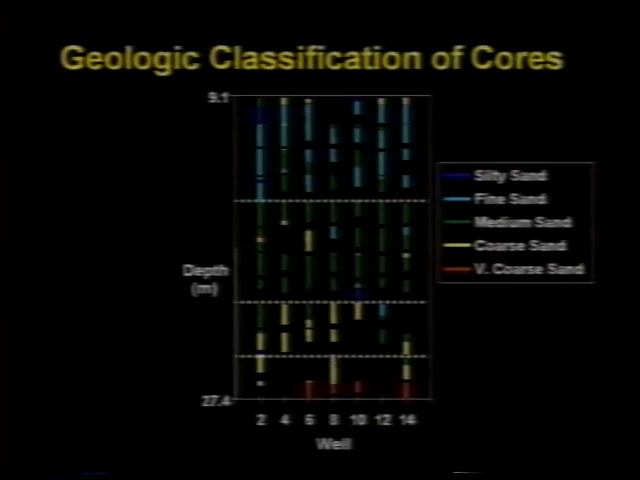 Geologic Classification of Cores
9.1
Silty Sand
Fine Sand
Medium Sand
Coarse Sand
V. Coarse Sand
Depth
(m)
27.4
2 4 6 8 10 12 14
Well